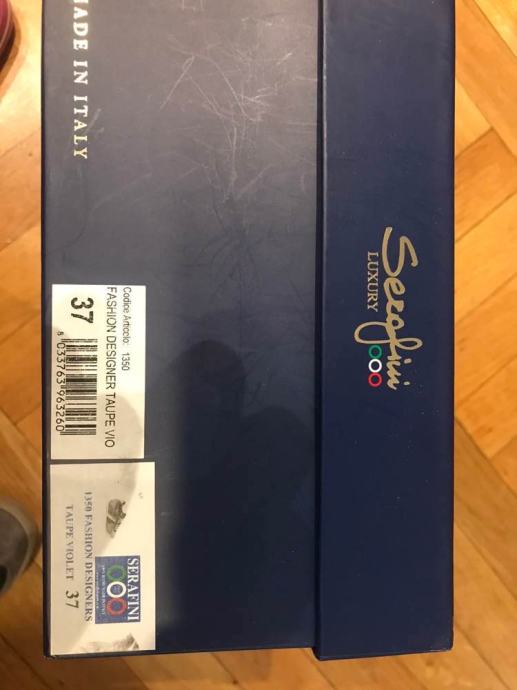 MADE IN ITALY
Serafini
LUXURY
Codice Articolo: 1350
FASHION DESIGNER TAUPE VIO
37
8 033763 963260
SERAFINI
1350 FASHION DESIGNERS
TAUPE VIOLET 37